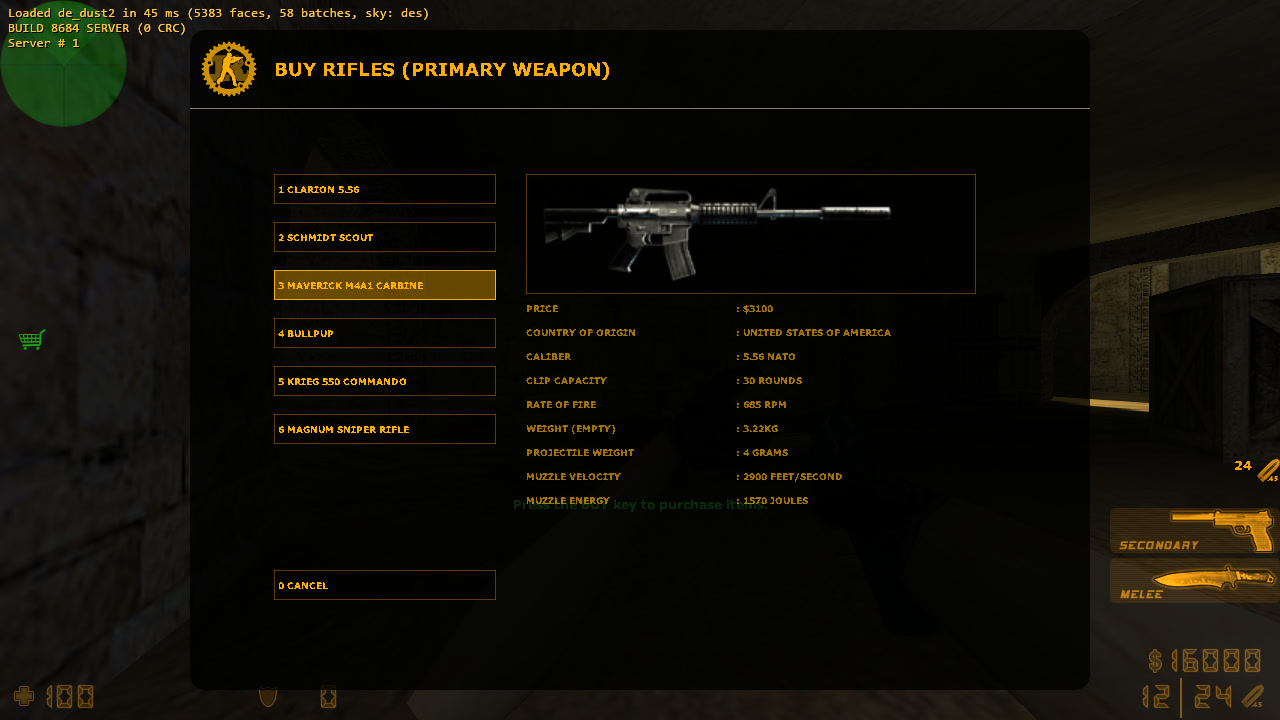 Loaded de_dust2 in 45 ms (5383 faces, 58 batches, sky: des)
BUILD 8684 SERVER (0 CRC)
Server # 1
BUY RIFLES (PRIMARY WEAPON)
1 CLARION 5.56
2 SCHMIDT SCOUT
3 MAVERICK M4A1 CARBINE
4 BULLPUP
5 KRIEG 550 COMMANDO
6 MAGNUM SNIPER RIFLE
0 CANCEL
PRICE : $3100
COUNTRY OF ORIGIN : UNITED STATES OF AMERICA
CALIBER : 5.56 NATO
CLIP CAPACITY : 30 ROUNDS
RATE OF FIRE : 685 RPM
WEIGHT (EMPTY) : 3.22KG
PROJECTILE WEIGHT : 4 GRAMS
MUZZLE VELOCITY : 2900 FEET/SECOND
MUZZLE ENERGY : 1570 JOULES
Press the BUY key to purchase items.
24
.45
SECONDARY
MELEE
$16000
100
0
12 | 24
.45